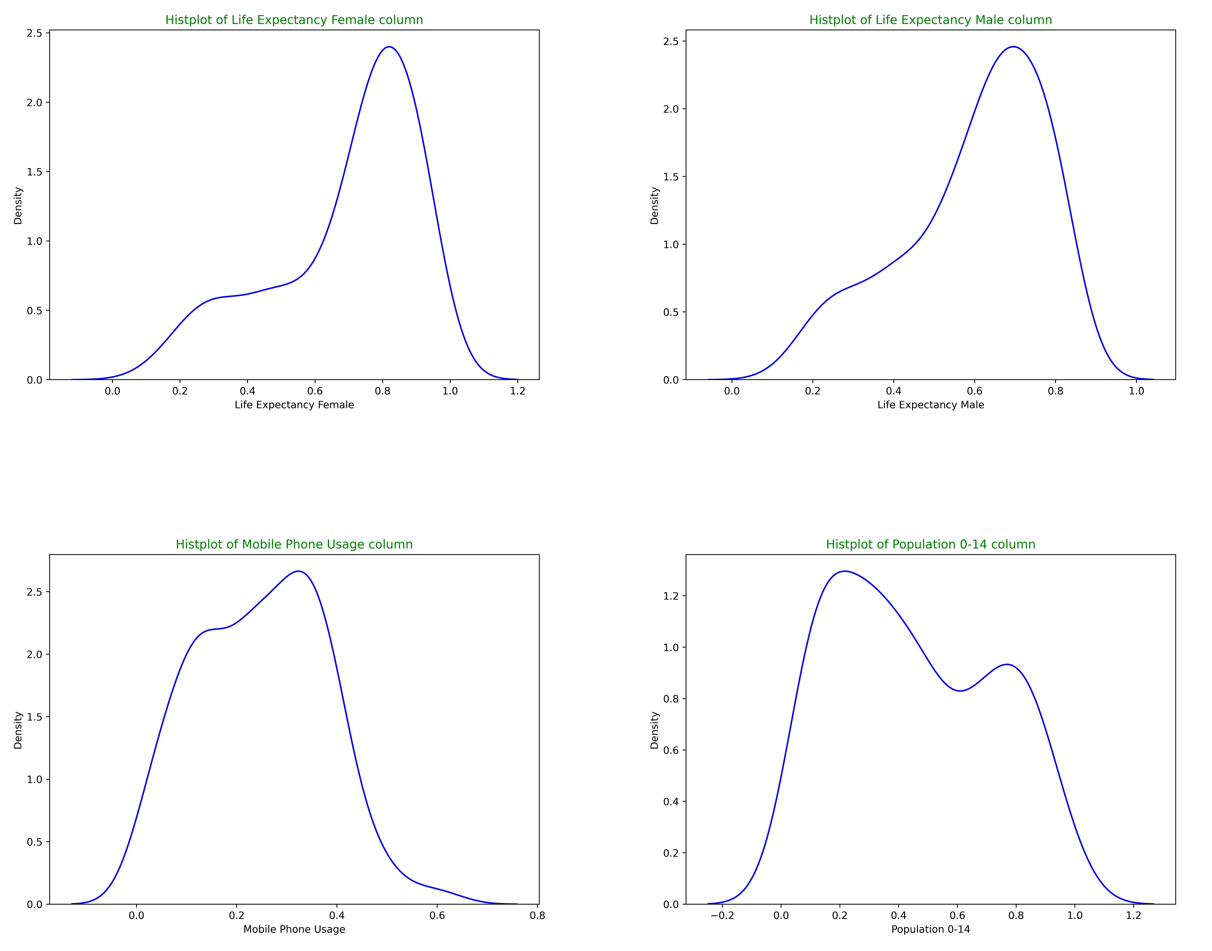 Histplot of Life Expectancy Female column
Density
2.5
2.0
1.5
1.0
0.5
0.0
0.0 0.2 0.4 0.6 0.8 1.0 1.2
Life Expectancy Female
Histplot of Life Expectancy Male column
Density
2.5
2.0
1.5
1.0
0.5
0.0
0.0 0.2 0.4 0.6 0.8 1.0
Life Expectancy Male
Histplot of Mobile Phone Usage column
Density
2.5
2.0
1.5
1.0
0.5
0.0
0.0 0.2 0.4 0.6 0.8
Mobile Phone Usage
Histplot of Population 0-14 column
Density
1.2
1.0
0.8
0.6
0.4
0.2
0.0
−0.2 0.0 0.2 0.4 0.6 0.8 1.0 1.2
Population 0-14